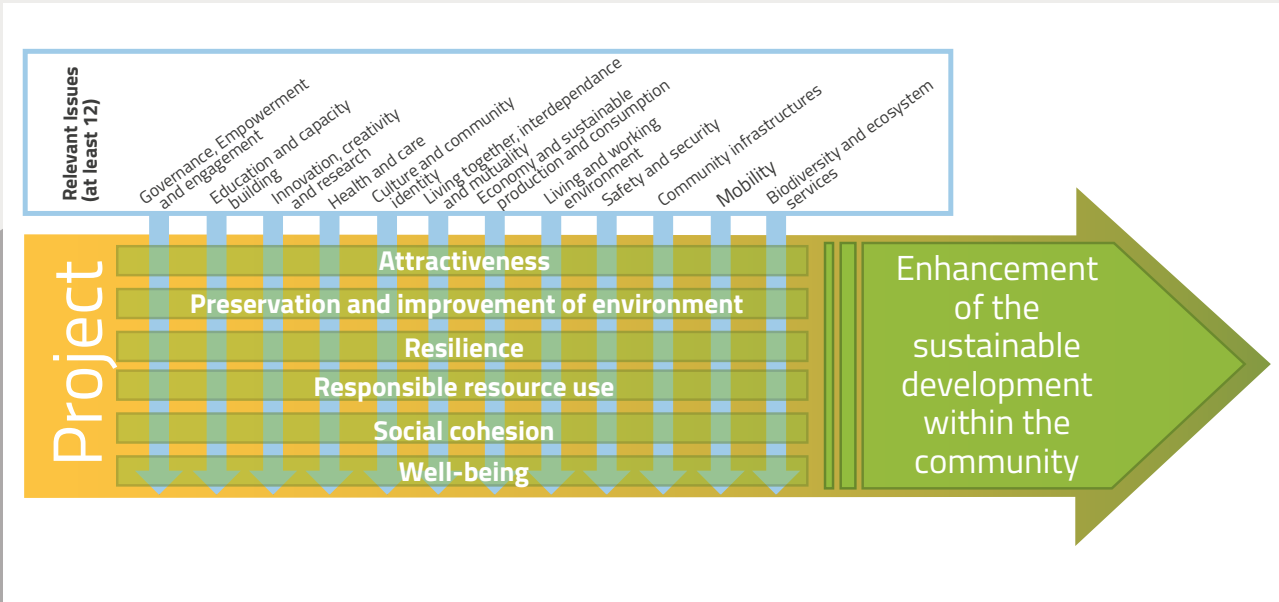 Relevant Issues
(at least 12)
Governance, Empowerment
and engagement
Education and capacity
building
Innovation, creativity
and research
Health and care
Culture and community
identity
Living together, interdependance
and mutuality
Economy and sustainable
production and consumption
Living and working
environment
Safety and security
Community infrastructures
Mobility
Biodiversity and ecosystem
services
Project
Attractiveness
Preservation and improvement of environment
Resilience
Responsible resource use
Social cohesion
Well-being
Enhancement
of the
sustainable
development
within the
community